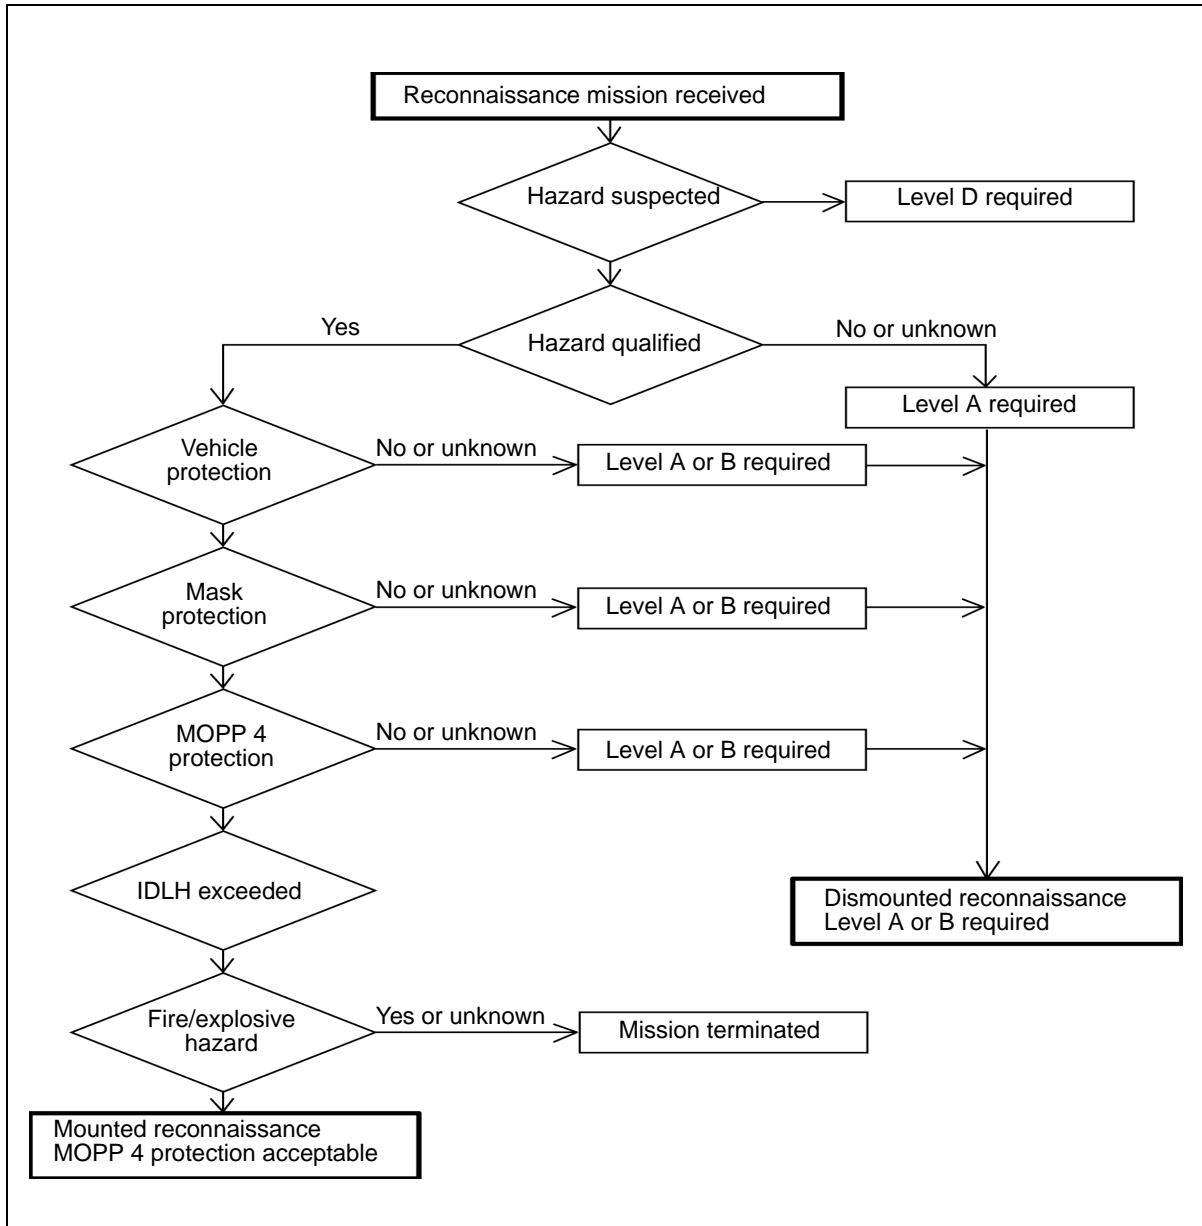 Reconnaissance mission received
Hazard suspected
Level D required
Yes
Hazard qualified
No or unknown
Level A required
Vehicle
protection
No or unknown
Level A or B required
Mask
protection
No or unknown
Level A or B required
MOPP 4
protection
No or unknown
Level A or B required
IDLH exceeded
Dismounted reconnaissance
Level A or B required
Fire/explosive
hazard
Yes or unknown
Mission terminated
Mounted reconnaissance
MOPP 4 protection acceptable